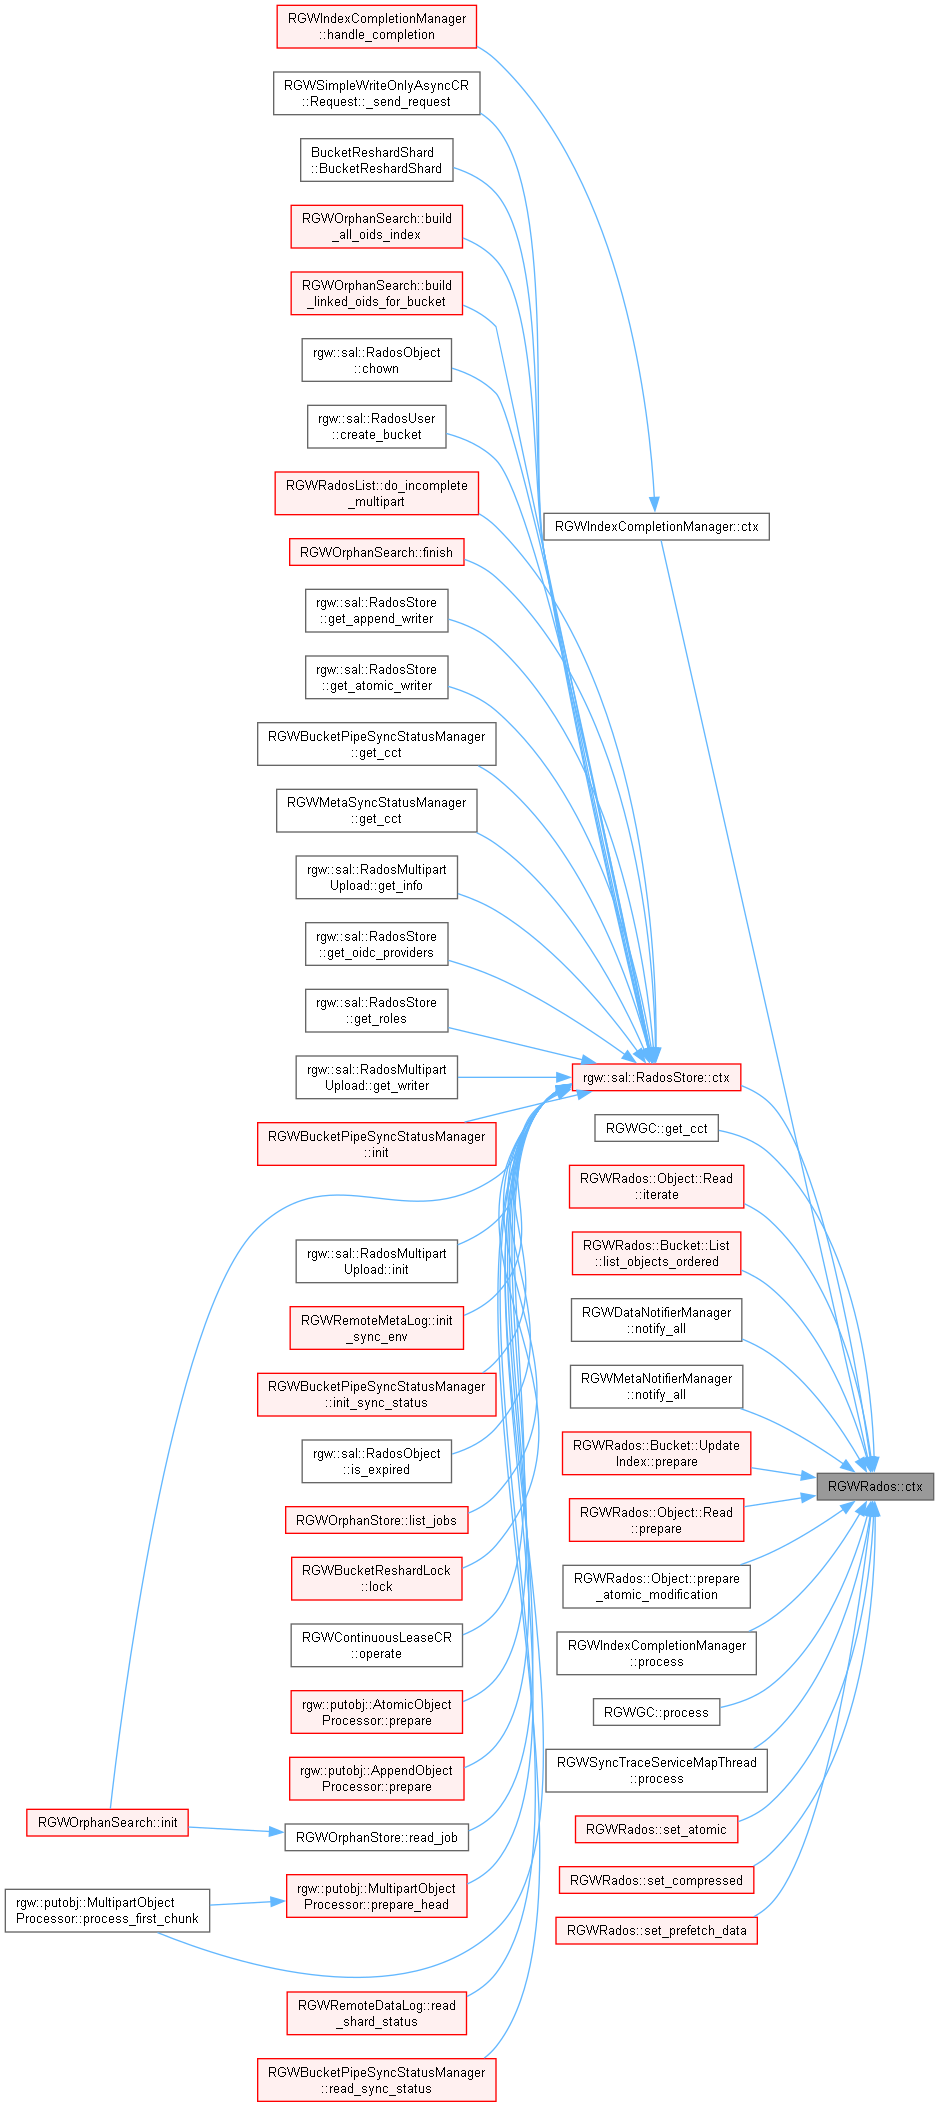 RGWIndexCompletionManager
::handle_completion
RGWSimpleWriteOnlyAsyncCR
::Request::_send_request
BucketReshardShard
::BucketReshardShard
RGWOrphanSearch::build
_all_oids_index
RGWOrphanSearch::build
_linked_oids_for_bucket
rgw::sal::RadosObject
::chown
rgw::sal::RadosUser
::create_bucket
RGWRadosList::do_incomplete
_multipart
RGWIndexCompletionManager::ctx
RGWOrphanSearch::finish
rgw::sal::RadosStore
::get_append_writer
rgw::sal::RadosStore
::get_atomic_writer
RGWBucketPipeSyncStatusManager
::get_cct
RGWMetaSyncStatusManager
::get_cct
rgw::sal::RadosMultipart
Upload::get_info
rgw::sal::RadosStore
::get_oidc_providers
rgw::sal::RadosStore
::get_roles
rgw::sal::RadosMultipart
Upload::get_writer
rgw::sal::RadosStore::ctx
RGWBucketPipeSyncStatusManager
::init
RGWGC::get_cct
RGWRados::Object::Read
::iterate
rgw::sal::RadosMultipart
Upload::init
RGWRados::Bucket::List
::list_objects_ordered
RGWRemoteMetaLog::init
_sync_env
RGWDataNotifierManager
::notify_all
RGWBucketPipeSyncStatusManager
::init_sync_status
RGWMetaNotifierManager
::notify_all
rgw::sal::RadosObject
::is_expired
RGWRados::Bucket::Update
Index::prepare
RGWRados::ctx
RGWOrphanStore::list_jobs
RGWRados::Object::Read
::prepare
RGWBucketReshardLock
::lock
RGWRados::Object::prepare
_atomic_modification
RGWContinuousLeaseCR
::operate
RGWIndexCompletionManager
::process
rgw::putobj::AtomicObject
Processor::prepare
RGWGC::process
rgw::putobj::AppendObject
Processor::prepare
RGWSyncTraceServiceMapThread
::process
RGWOrphanSearch::init
RGWOrphanStore::read_job
RGWRados::set_atomic
rgw::putobj::MultipartObject
Processor::prepare_head
RGWRados::set_compressed
rgw::putobj::MultipartObject
Processor::process_first_chunk
RGWRados::set_prefetch_data
RGWRemoteDataLog::read
_shard_status
RGWBucketPipeSyncStatusManager
::read_sync_status